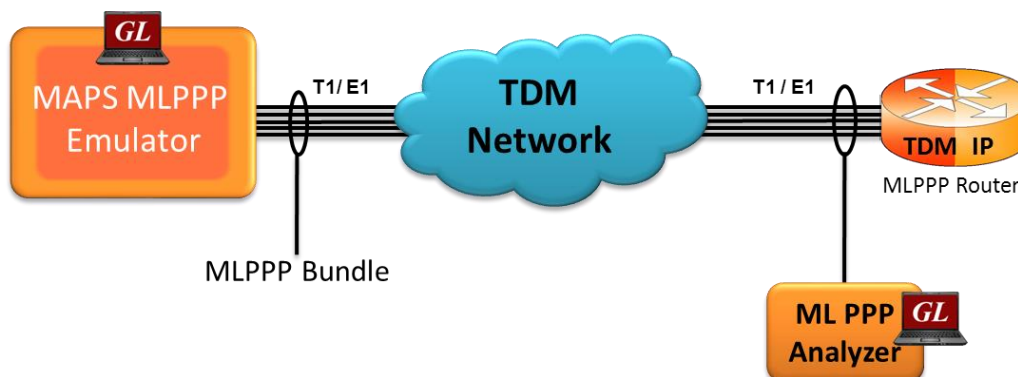 GL
MAPS MLPPP
Emulator
T1/ E1
TDM
Network
T1/ E1
TDM IP
MLPPP Router
MLPPP Bundle
ML PPP
Analyzer
GL